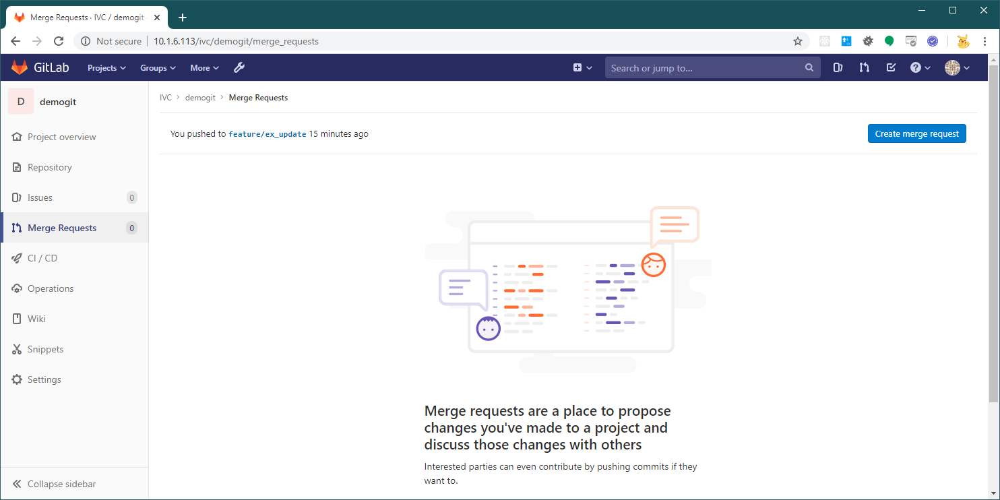 Merge Requests · IVC / demogit
Not secure
10.1.6.113/ivc/demogit/merge_requests
GitLab
Projects
Groups
More
Search or jump to...
D
demogit
Project overview
Repository
Issues 0
Merge Requests 0
CI / CD
Operations
Wiki
Snippets
Settings
Collapse sidebar
IVC > demogit > Merge Requests
You pushed to feature/ex_update 15 minutes ago
Create merge request
Merge requests are a place to propose
changes you've made to a project and
discuss those changes with others
Interested parties can even contribute by pushing commits if they
want to.